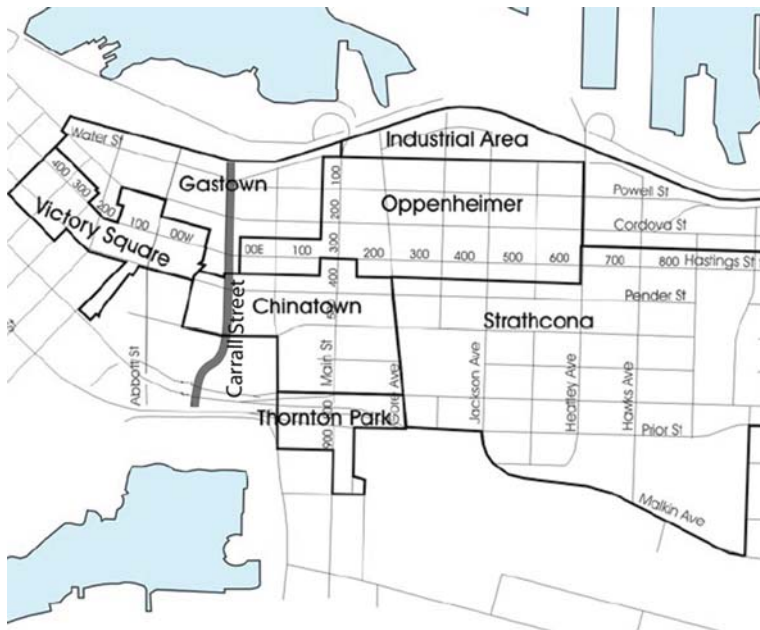 Water St
Industrial Area
Gastown
Oppenheimer
Powell St
Cordova St
Victory Square
400
300
200
100
00W
00E
100
100
200
300
200
300
400
500
600
700
800
Hastings St
400
Chinatown
Pender St
Strathcona
Carrall Street
Abbott St
Main St
Gore Ave
Jackson Ave
Heatley Ave
Hawks Ave
Thornton Park
900
Prior St
Malkin Ave